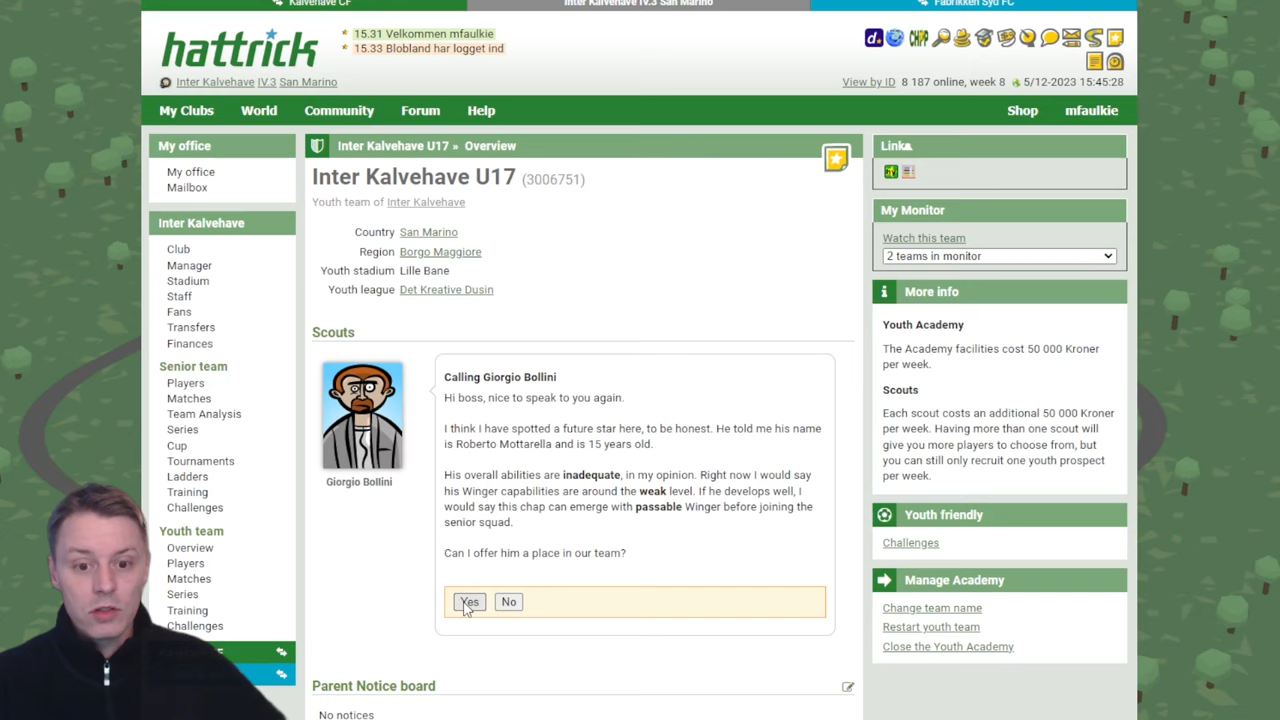 Kalvehave CF
Inter Kalvehave IV.3 San Marino
Fabrikken Syd FC
hattrick
15.31 Velkommen mfaulkie
15.33 Blobland har logget ind
d.
CHPP
Inter Kalvehave IV.3 San Marino
View by ID 8 187 online, week 8 5/12-2023 15:45:28
My Clubs World Community Forum Help Shop mfaulkie
My office
My office
Mailbox
Inter Kalvehave
Club
Manager
Stadium
Staff
Fans
Transfers
Finances
Senior team
Players
Matches
Team Analysis
Series
Cup
Tournaments
Ladders
Training
Challenges
Youth team
Overview
Players
Matches
Series
Training
Challenges
Inter Kalvehave U17 » Overview
Inter Kalvehave U17 (3006751)
Youth team of Inter Kalvehave
Country San Marino
Region Borgo Maggiore
Youth stadium Lille Bane
Youth league Det Kreative Dusin
Scouts
Giorgio Bollini
Calling Giorgio Bollini
Hi boss, nice to speak to you again.
I think I have spotted a future star here, to be honest. He told me his name
is Roberto Mottarella and is 15 years old.
His overall abilities are inadequate, in my opinion. Right now I would say
his Winger capabilities are around the weak level. If he develops well, I
would say this chap can emerge with passable Winger before joining the
senior squad.
Can I offer him a place in our team?
Yes No
Parent Notice board
No notices
Links
My Monitor
Watch this team
2 teams in monitor
More info
Youth Academy
The Academy facilities cost 50 000 Kroner
per week.
Scouts
Each scout costs an additional 50 000 Kroner
per week. Having more than one scout will
give you more players to choose from, but
you can still only recruit one youth prospect
per week.
Youth friendly
Challenges
Manage Academy
Change team name
Restart youth team
Close the Youth Academy